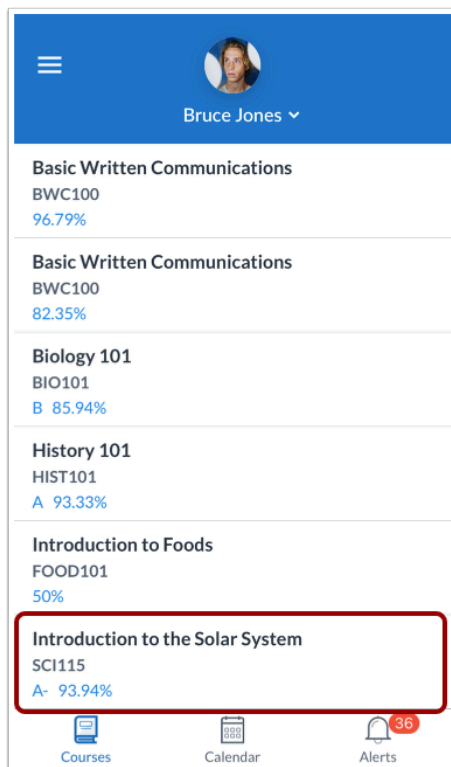 Bruce Jones
Basic Written Communications
BWC100
96.79%
Basic Written Communications
BWC100
82.35%
Biology 101
BIO101
B 85.94%
History 101
HIST101
A 93.33%
Introduction to Foods
FOOD101
50%
Introduction to the Solar System
SCI115
A- 93.94%
36
Courses Calendar Alerts